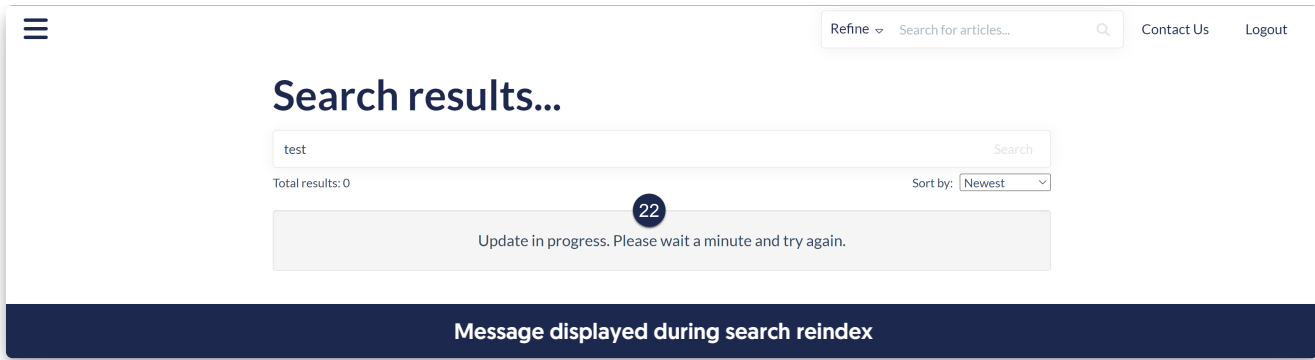 Refine Search for articles... Contact Us Logout
Search results...
test Search
Total results: 0 Sort by: Newest
22
Update in progress. Please wait a minute and try again.
Message displayed during search reindex